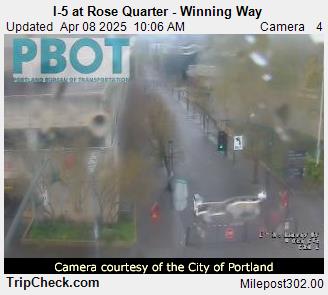 I-5 at Rose Quarter - Winning Way
Updated Apr 08 2025 10:06 AM Camera 4
PBOT
PORTLAND BUREAU OF TRANSPORTATION
Camera courtesy of the City of Portland
TripCheck.com Milepost302.00